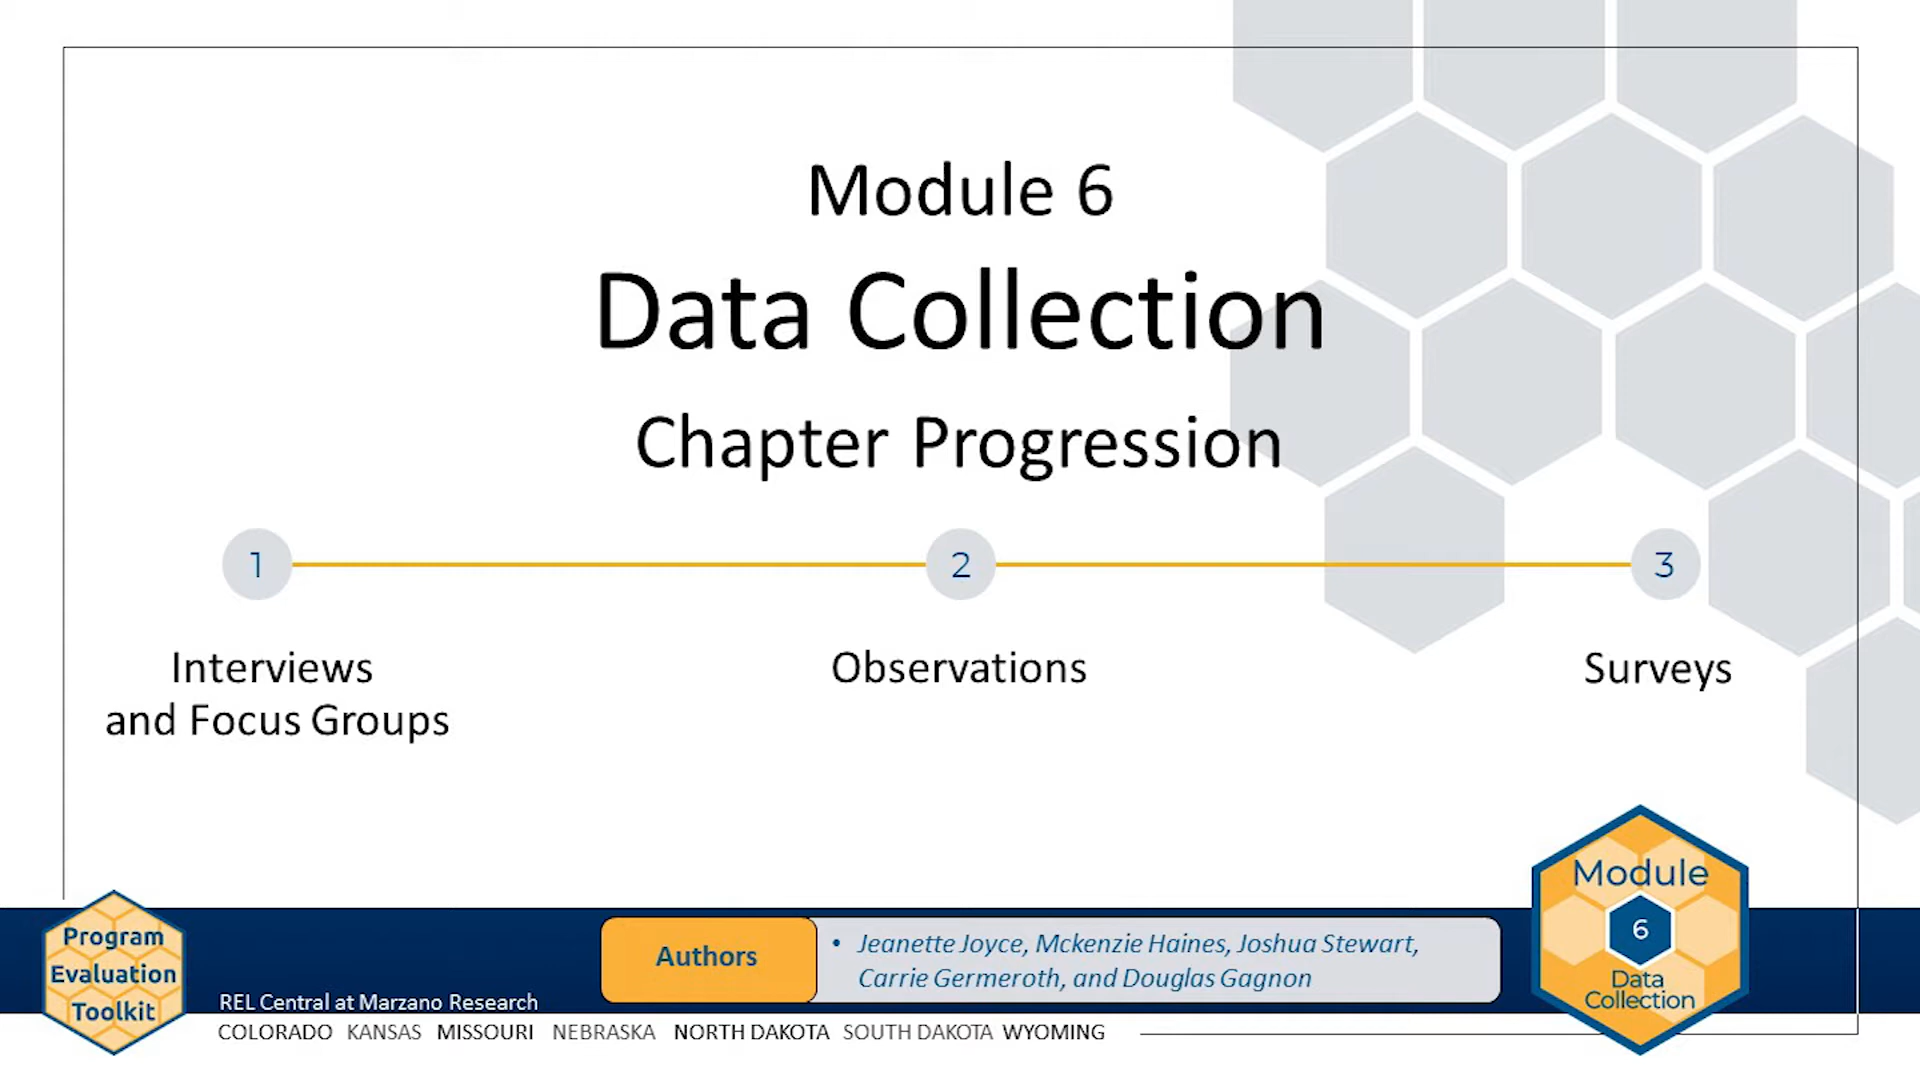 Module 6
Data Collection
Chapter Progression
1
2
3
Interviews
and Focus Groups
Observations
Surveys
Program
Evaluation
Toolkit
REL Central at Marzano Research
COLORADO KANSAS MISSOURI NEBRASKA NORTH DAKOTA SOUTH DAKOTA WYOMING
Authors
• Jeanette Joyce, Mckenzie Haines, Joshua Stewart,
Carrie Germeroth, and Douglas Gagnon
Module
6
Data
Collection